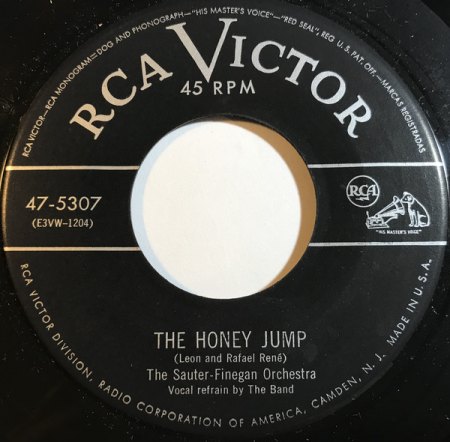 RCA VICTOR—RCA MONOGRAM—DOG AND PHONOGRAPH—"HIS MASTER'S VOICE"—"RED SEAL", REG U.S. PAT. OFF.—MARCAS REGISTRADAS
RCA VICTOR
45 RPM
47-5307
(E3VW-1204)
RCA
"HIS MASTER'S VOICE"
THE HONEY JUMP
(Leon and Rafael René)
The Sauter-Finegan Orchestra
Vocal refrain by The Band
RCA VICTOR DIVISION, RADIO CORPORATION OF AMERICA, CAMDEN, N. J. MADE IN U.S.A.